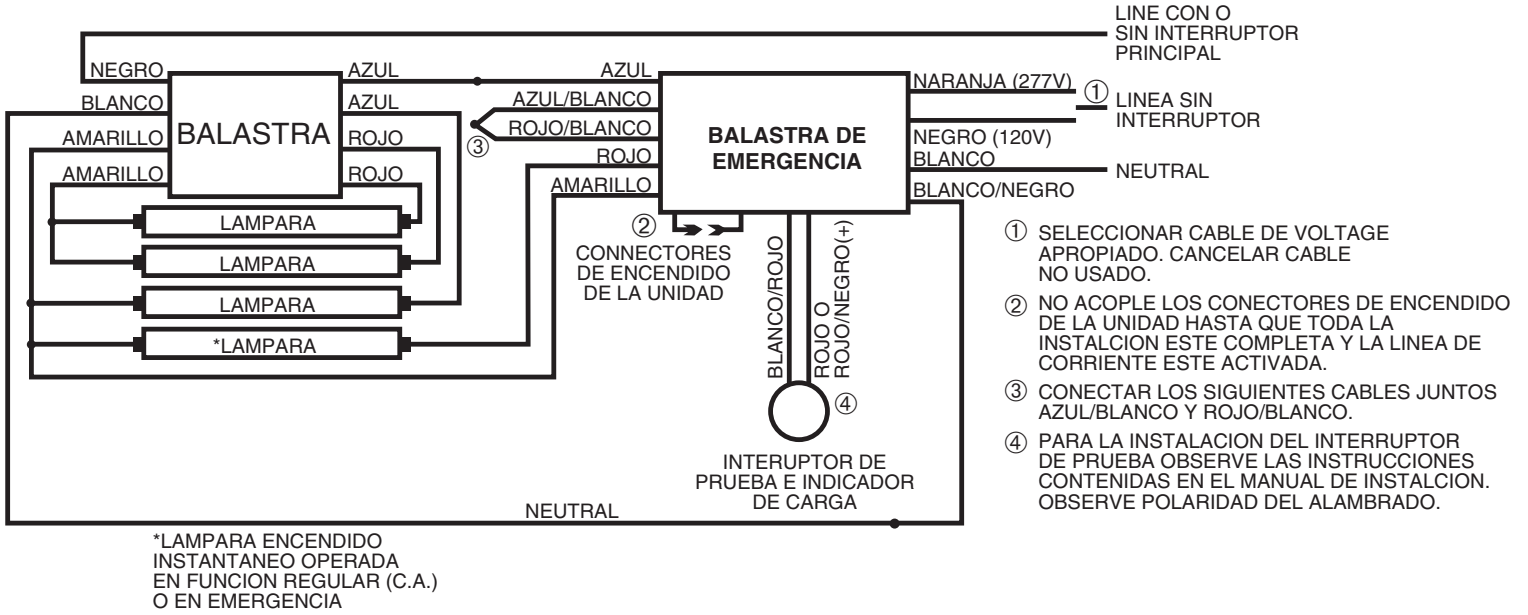 LINE CON O
SIN INTERRUPTOR
PRINCIPAL
NEGRO
BLANCO
AMARILLO
AMARILLO
BALASTRA
AZUL
AZUL
ROJO
ROJO
LAMPARA
LAMPARA
LAMPARA
*LAMPARA
AZUL
AZUL/BLANCO
ROJO/BLANCO
③
ROJO
AMARILLO
BALASTRA DE
EMERGENCIA
NARANJA (277V)
①
LINEA SIN
INTERRUPTOR
NEGRO (120V)
BLANCO
NEUTRAL
BLANCO/NEGRO
②
CONNECTORES
DE ENCENDIDO
DE LA UNIDAD
BLANCO/ROJO
ROJO O
ROJO/NEGRO(+)
④
INTERUPTOR DE
PRUEBA E INDICADOR
DE CARGA
NEUTRAL
① SELECCIONAR CABLE DE VOLTAGE
APROPIADO. CANCELAR CABLE
NO USADO.
② NO ACOPLE LOS CONECTORES DE ENCENDIDO
DE LA UNIDAD HASTA QUE TODA LA
INSTALCION ESTE COMPLETA Y LA LINEA DE
CORRIENTE ESTE ACTIVADA.
③ CONECTAR LOS SIGUIENTES CABLES JUNTOS
AZUL/BLANCO Y ROJO/BLANCO.
④ PARA LA INSTALACION DEL INTERRUPTOR
DE PRUEBA OBSERVE LAS INSTRUCCIONES
CONTENIDAS EN EL MANUAL DE INSTALCION.
OBSERVE POLARIDAD DEL ALAMBRADO.
*LAMPARA ENCENDIDO
INSTANTANEO OPERADA
EN FUNCION REGULAR (C.A.)
O EN EMERGENCIA